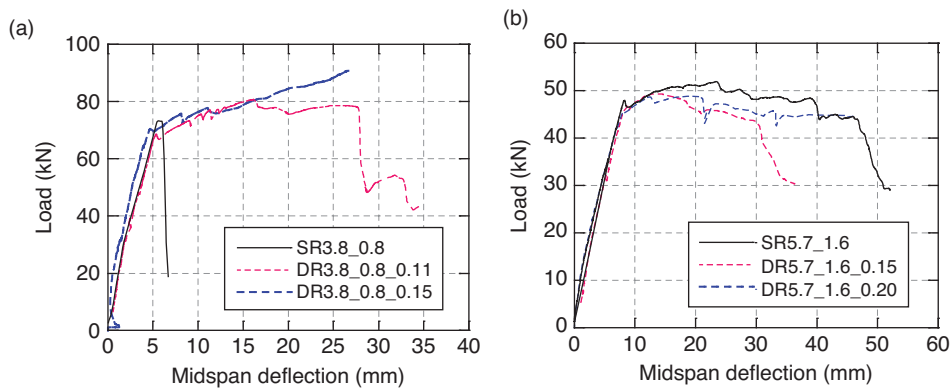 (a)
100
80
60
40
20
0
Load (kN)
SR3.8_0.8
DR3.8_0.8_0.11
DR3.8_0.8_0.15
0 5 10 15 20 25 30 35 40
Midspan deflection (mm)
(b)
60
50
40
30
20
10
0
Load (kN)
SR5.7_1.6
DR5.7_1.6_0.15
DR5.7_1.6_0.20
0 10 20 30 40 50 60
Midspan deflection (mm)